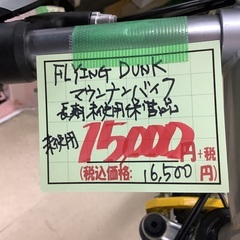 FLYING DUNK
マウンテンバイク
長期未使用保管品
未使用 15000円+税
(税込価格: 16,500円)